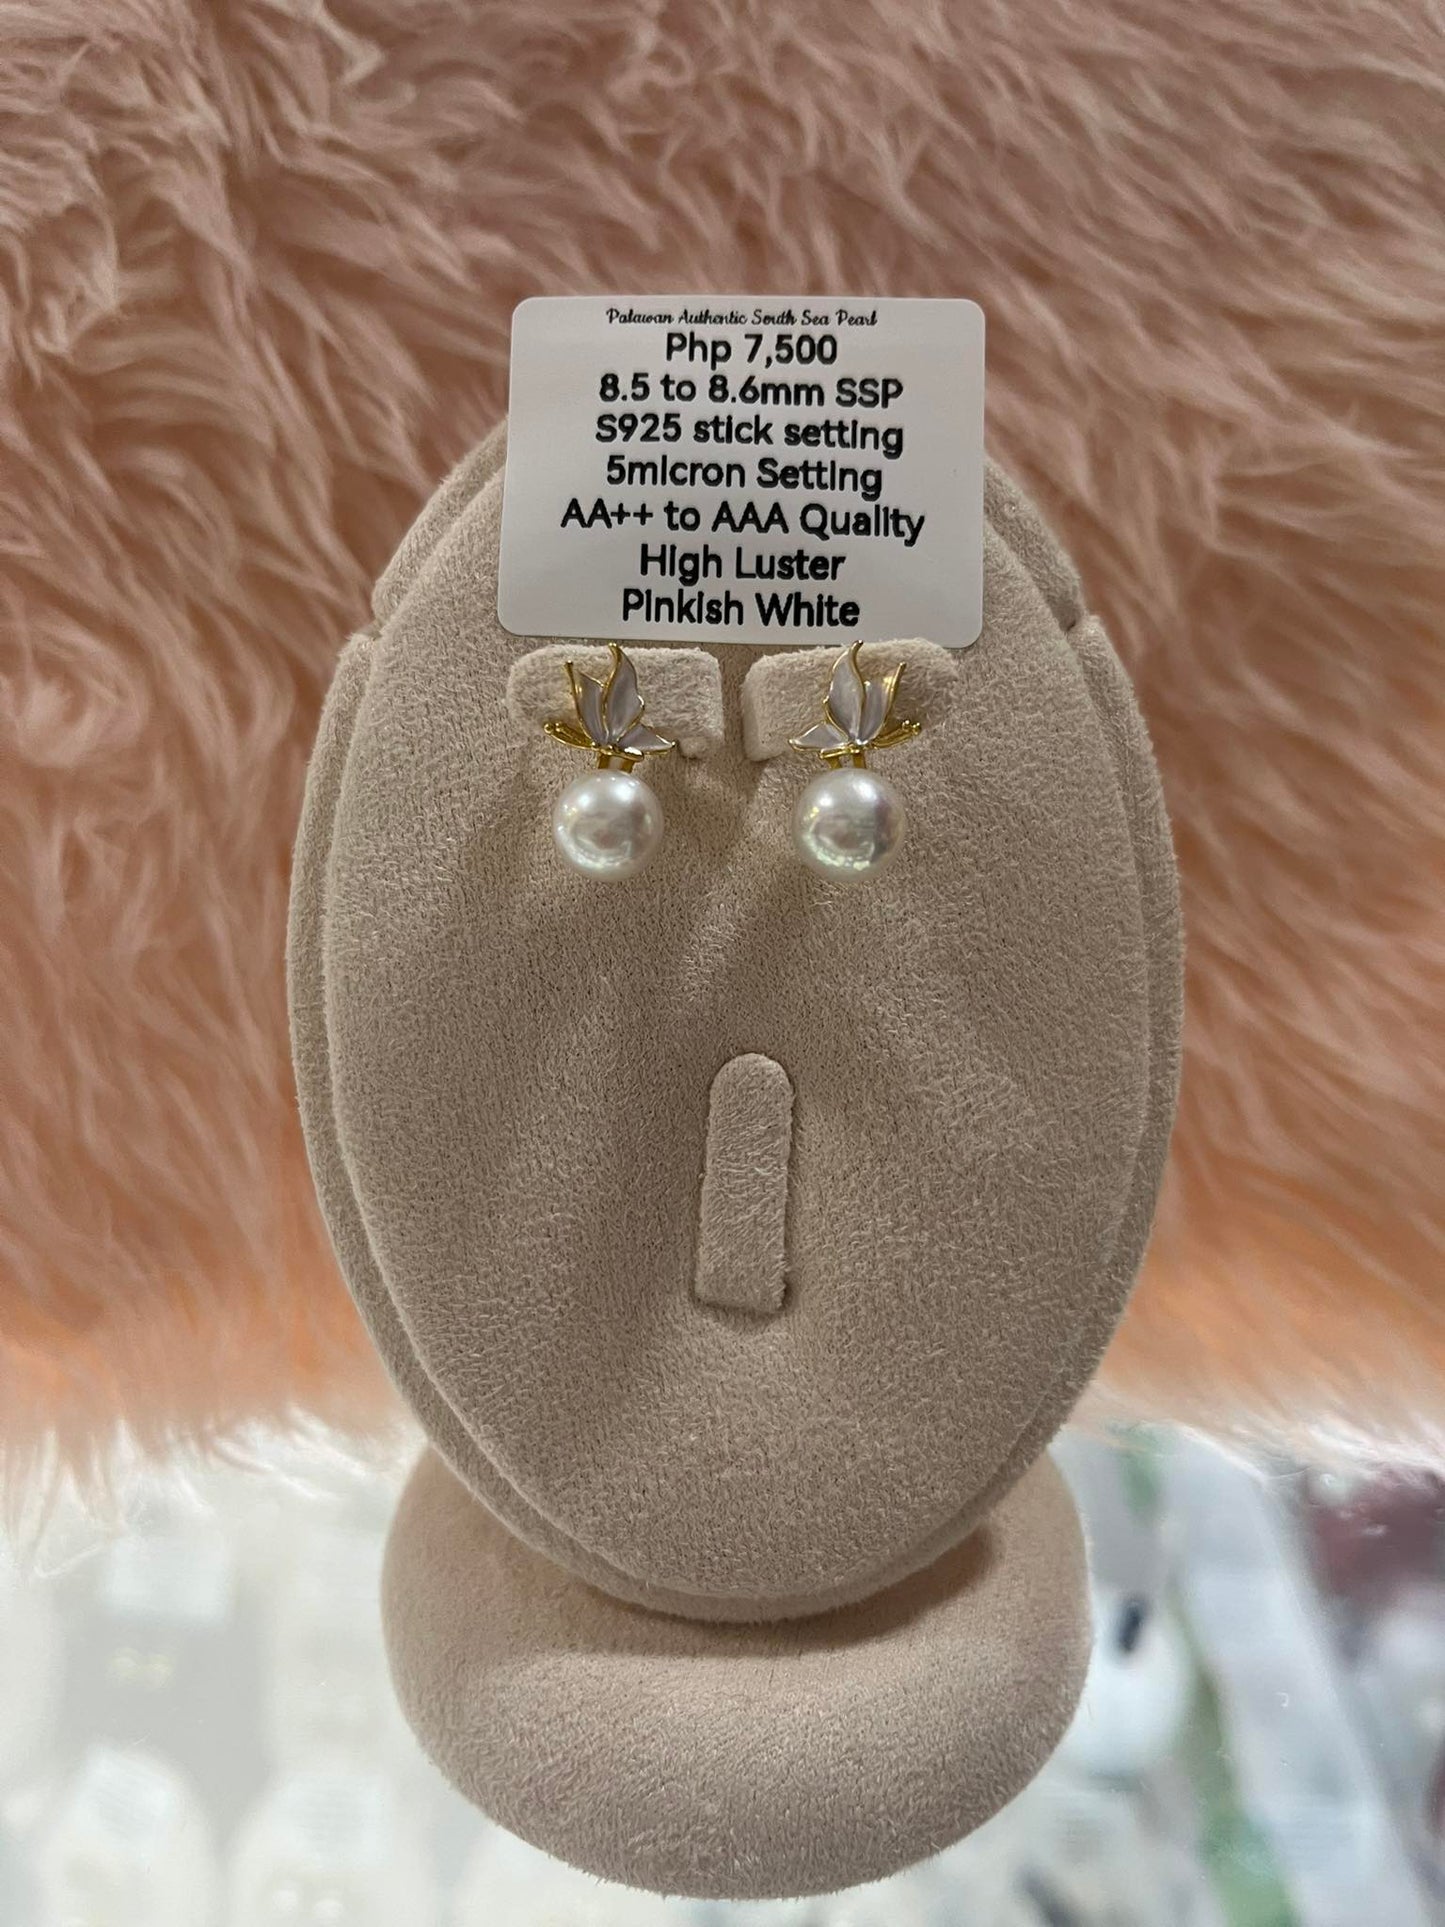 Palawan Authentic South Sea Pearl
Php 7,500
8.5 to 8.6mm SSP
S925 stick setting
5micron Setting
AA++ to AAA Quality
High Luster
Pinkish White